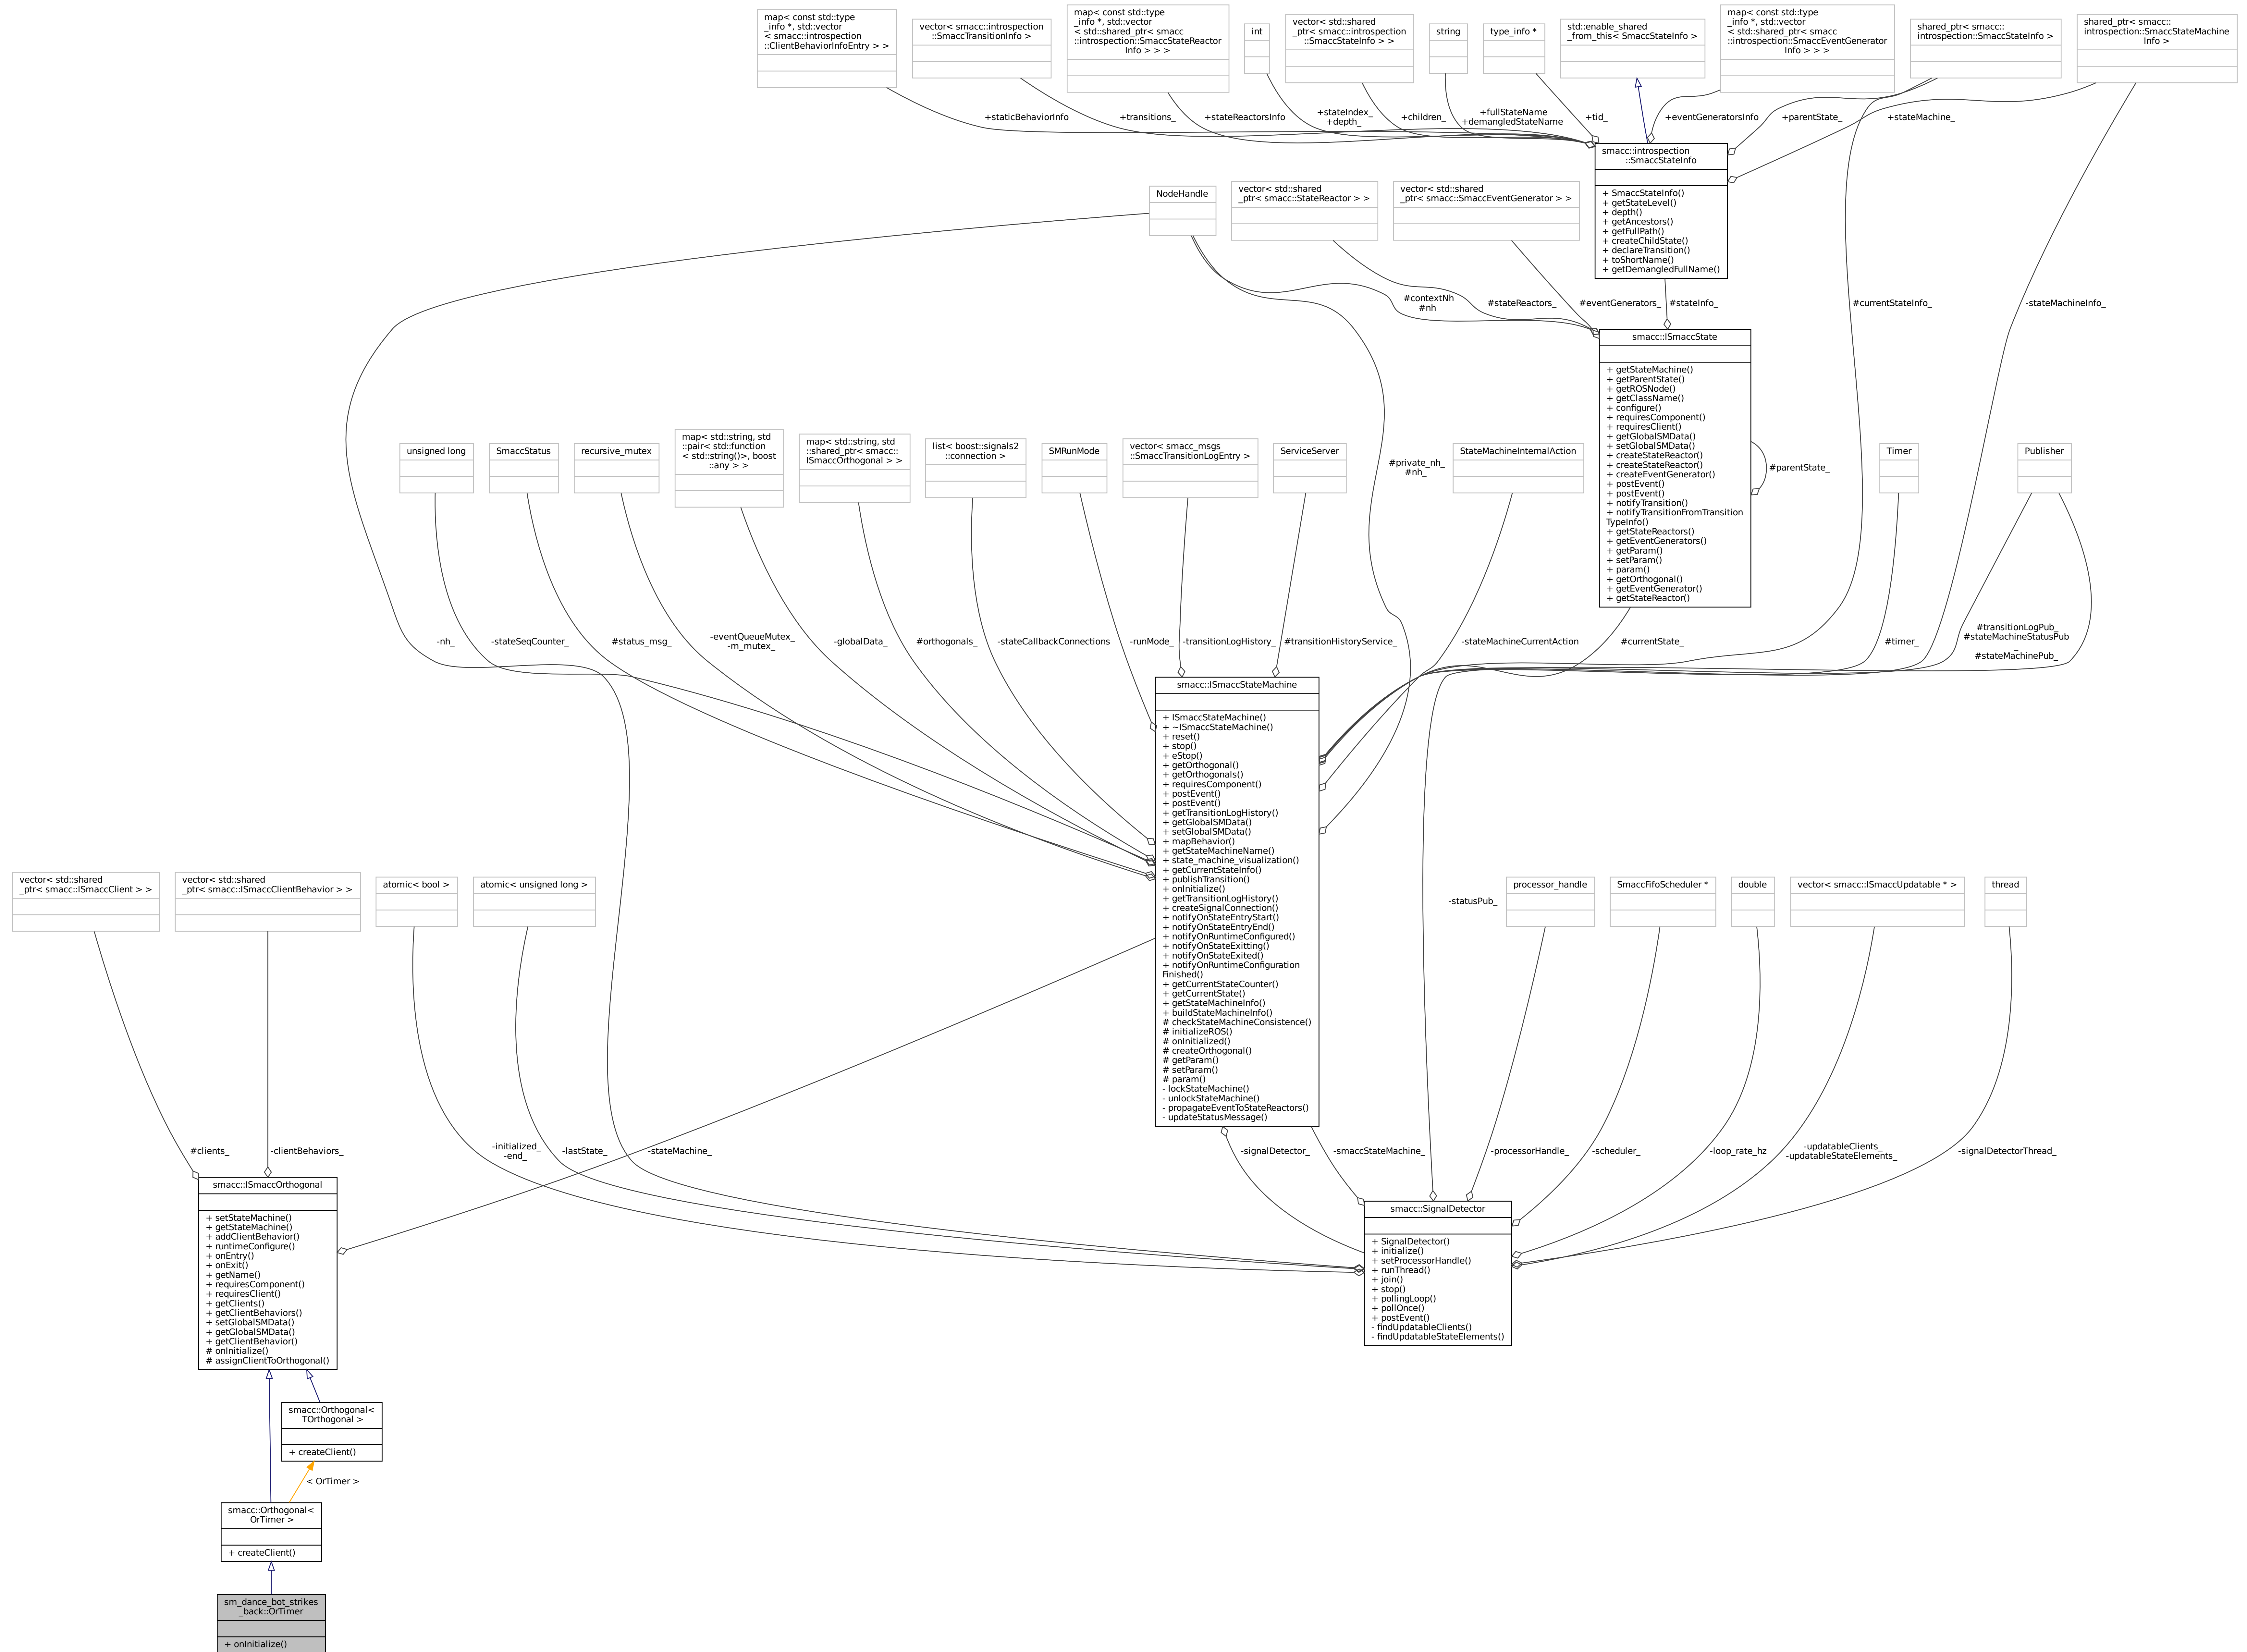 map< const std::type
_info *, std::vector
< smacc::introspection
::ClientBehaviorInfoEntry > >
vector< smacc::introspection
::SmaccTransitionInfo >
map< const std::type
_info *, std::vector
< std::shared_ptr< smacc
::introspection::SmaccStateReactor
Info > > >
int
vector< std::shared
_ptr< smacc::introspection
::SmaccStateInfo > >
string
type_info *
std::enable_shared
_from_this< SmaccStateInfo >
map< const std::type
_info *, std::vector
< std::shared_ptr< smacc
::introspection::SmaccEventGenerator
Info > > >
shared_ptr< smacc::
introspection::SmaccStateInfo >
shared_ptr< smacc::
introspection::SmaccStateMachine
Info >
+staticBehaviorInfo
+transitions_
+stateReactorsInfo
+stateIndex_
+depth_
+children_
+fullStateName
+demangledStateName
+tid_
+eventGeneratorsInfo
+parentState_
+stateMachine_
smacc::introspection
::SmaccStateInfo
+ SmaccStateInfo()
+ getStateLevel()
+ depth()
+ getAncestors()
+ getFullPath()
+ createChildState()
+ declareTransition()
+ toShortName()
+ getDemangledFullName()
NodeHandle
vector< std::shared
_ptr< smacc::StateReactor > >
vector< std::shared
_ptr< smacc::SmaccEventGenerator > >
#contextNh
#nh
#stateReactors_
#eventGenerators_
#stateInfo_
#currentStateInfo_
-stateMachineInfo_
smacc::ISmaccState
+ getStateMachine()
+ getParentState()
+ getROSNode()
+ getClassName()
+ configure()
+ requiresComponent()
+ requiresClient()
+ getGlobalSMData()
+ setGlobalSMData()
+ createStateReactor()
+ createStateReactor()
+ createEventGenerator()
+ postEvent()
+ postEvent()
+ notifyTransition()
+ notifyTransitionFromTransition
TypeInfo()
+ getStateReactors()
+ getEventGenerators()
+ getParam()
+ setParam()
+ param()
+ getOrthogonal()
+ getEventGenerator()
+ getStateReactor()
#parentState_
unsigned long
SmaccStatus
recursive_mutex
map< std::string, std
::pair< std::function
< std::string()>, boost
::any > >
map< std::string, std
::shared_ptr< smacc::
ISmaccOrthogonal > >
list< boost::signals2
::connection >
SMRunMode
vector< smacc_msgs
::SmaccTransitionLogEntry >
ServiceServer
#private_nh_
#nh_
StateMachineInternalAction
Timer
Publisher
-nh_
-stateSeqCounter_
#status_msg_
-eventQueueMutex_
-m_mutex_
-globalData_
#orthogonals_
-stateCallbackConnections
-runMode_
-transitionLogHistory_
#transitionHistoryService_
-stateMachineCurrentAction
#currentState_
#timer_
#transitionLogPub_
#stateMachineStatusPub
_
#stateMachinePub_
smacc::ISmaccStateMachine
+ ISmaccStateMachine()
+ ~ISmaccStateMachine()
+ reset()
+ stop()
+ eStop()
+ getOrthogonal()
+ getOrthogonals()
+ requiresComponent()
+ postEvent()
+ postEvent()
+ getTransitionLogHistory()
+ getGlobalSMData()
+ setGlobalSMData()
+ mapBehavior()
+ getStateMachineName()
+ state_machine_visualization()
+ getCurrentStateInfo()
+ publishTransition()
+ onInitialize()
+ getTransitionLogHistory()
+ createSignalConnection()
+ notifyOnStateEntryStart()
+ notifyOnStateEntryEnd()
+ notifyOnRuntimeConfigured()
+ notifyOnStateExitting()
+ notifyOnStateExited()
+ notifyOnRuntimeConfiguration
Finished()
+ getCurrentStateCounter()
+ getCurrentState()
+ getStateMachineInfo()
+ buildStateMachineInfo()
# checkStateMachineConsistence()
# initializeROS()
# onInitialized()
# createOrthogonal()
# getParam()
# setParam()
# param()
- lockStateMachine()
- unlockStateMachine()
- propagateEventToStateReactors()
- updateStatusMessage()
vector< std::shared
_ptr< smacc::ISmaccClient > >
vector< std::shared
_ptr< smacc::ISmaccClientBehavior > >
atomic< bool >
atomic< unsigned long >
-statusPub_
processor_handle
SmaccFifoScheduler *
double
vector< smacc::ISmaccUpdatable * >
thread
#clients_
-clientBehaviors_
-initialized_
-end_
-lastState_
-stateMachine_
-signalDetector_
-smaccStateMachine_
-processorHandle_
-scheduler_
-loop_rate_hz
-updatableClients_
-updatableStateElements_
-signalDetectorThread_
smacc::ISmaccOrthogonal
+ setStateMachine()
+ getStateMachine()
+ addClientBehavior()
+ runtimeConfigure()
+ onEntry()
+ onExit()
+ getName()
+ requiresComponent()
+ requiresClient()
+ getClients()
+ getClientBehaviors()
+ setGlobalSMData()
+ getGlobalSMData()
+ getClientBehavior()
# onInitialize()
# assignClientToOrthogonal()
smacc::SignalDetector
+ SignalDetector()
+ initialize()
+ setProcessorHandle()
+ runThread()
+ join()
+ stop()
+ pollingLoop()
+ pollOnce()
+ postEvent()
- findUpdatableClients()
- findUpdatableStateElements()
smacc::Orthogonal<
TOrthogonal >
+ createClient()
< OrTimer >
smacc::Orthogonal<
OrTimer >
+ createClient()
sm_dance_bot_strikes
_back::OrTimer
+ onInitialize()